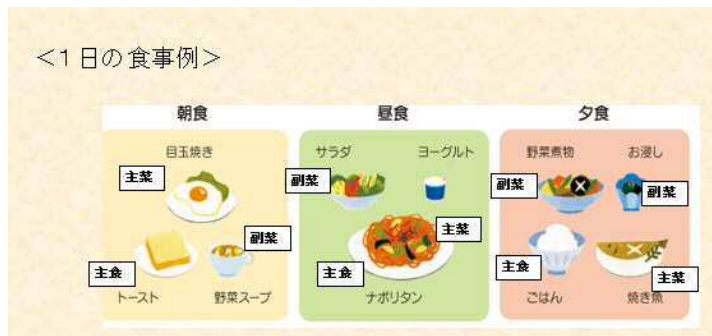 ＜1日の食事例＞
朝食
昼食
夕食
目玉焼き
主菜
副菜
主食
トースト
野菜スープ
サラダ
ヨーグルト
副菜
主菜
主食
ナポリタン
野菜煮物
お浸し
副菜
副菜
主食
主菜
ごはん
焼き魚